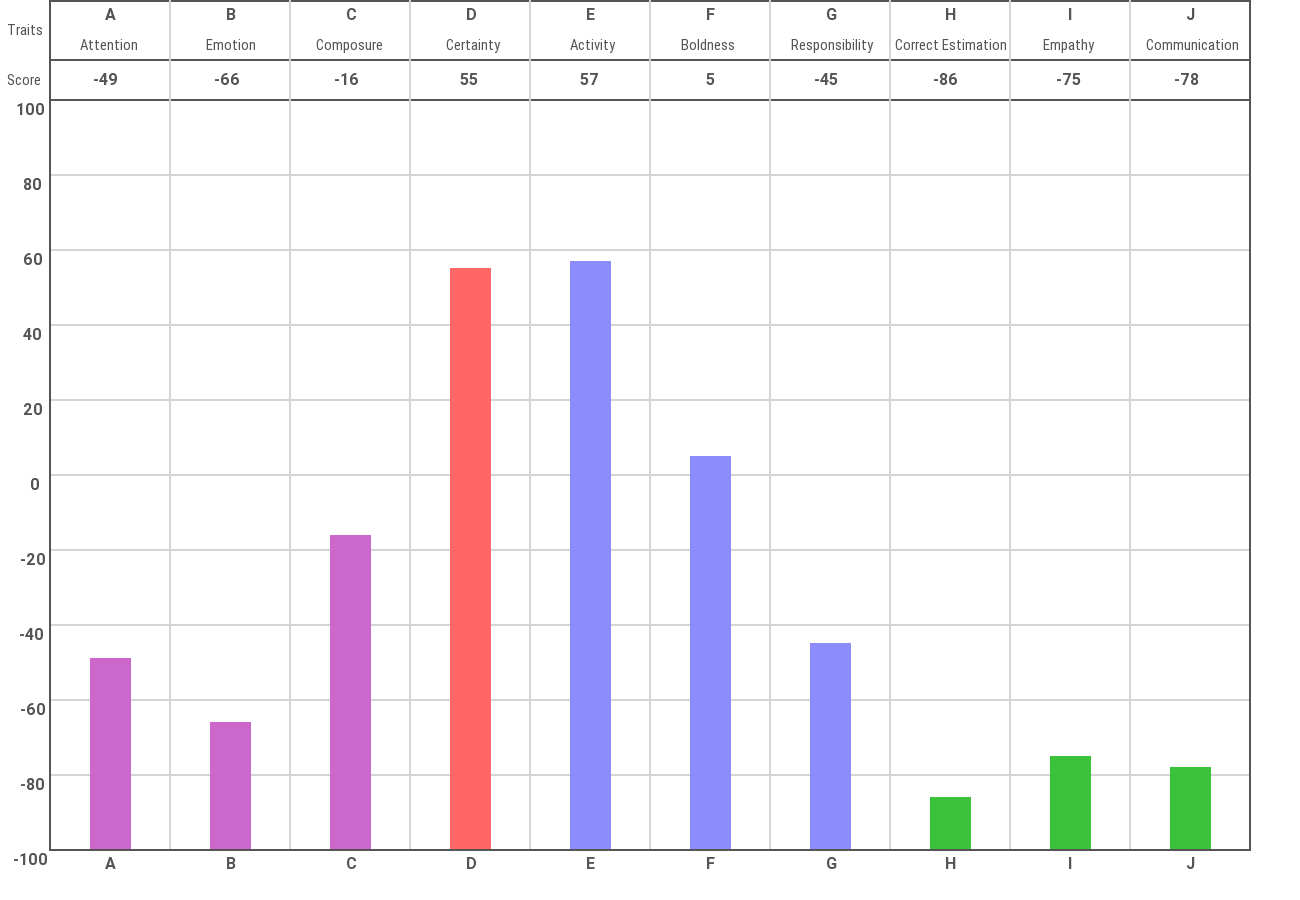 Traits A B C D E F G H I J
Attention Emotion Composure Certainty Activity Boldness Responsibility Correct Estimation Empathy Communication
Score -49 -66 -16 55 57 5 -45 -86 -75 -78
100
80
60
40
20
0
-20
-40
-60
-80
-100
A B C D E F G H I J